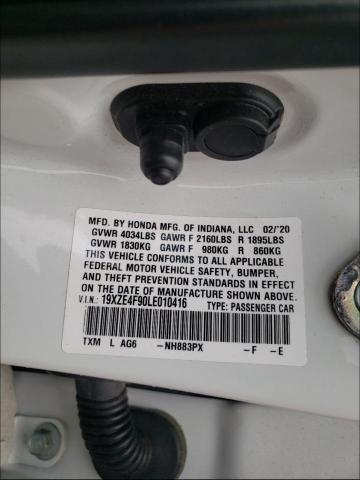 MFD. BY HONDA MFG. OF INDIANA, LLC 02/'20
GVWR 4034LBS GAWR F 2160LBS R 1895LBS
GVWR 1830KG GAWR F 980KG R 860KG
THIS VEHICLE CONFORMS TO ALL APPLICABLE
FEDERAL MOTOR VEHICLE SAFETY, BUMPER,
AND THEFT PREVENTION STANDARDS IN EFFECT
ON THE DATE OF MANUFACTURE SHOWN ABOVE.
V.I.N.: 19XZE4F90LE010416 TYPE: PASSENGER CAR
TXM L AG6 -NH883PX -F -E